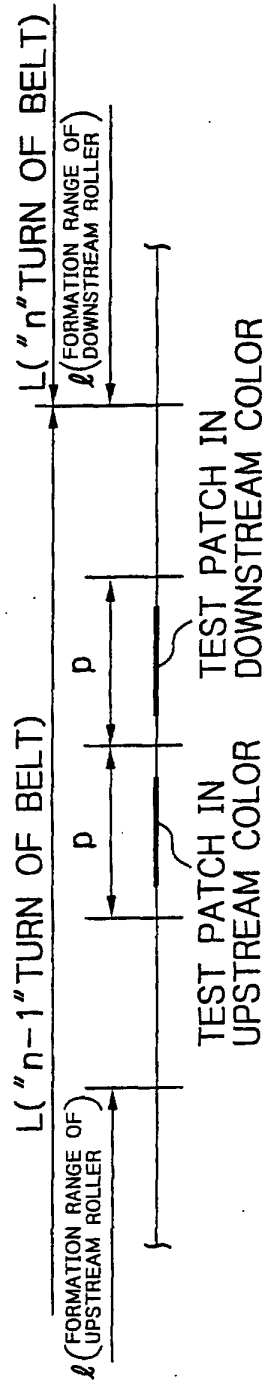 L("n-1"TURN OF BELT)
L("n"TURN OF BELT)
ℓ(FORMATION RANGE OF
UPSTREAM ROLLER)
p
p
ℓ(FORMATION RANGE OF
DOWNSTREAM ROLLER)
TEST PATCH IN
UPSTREAM COLOR
TEST PATCH IN
DOWNSTREAM COLOR